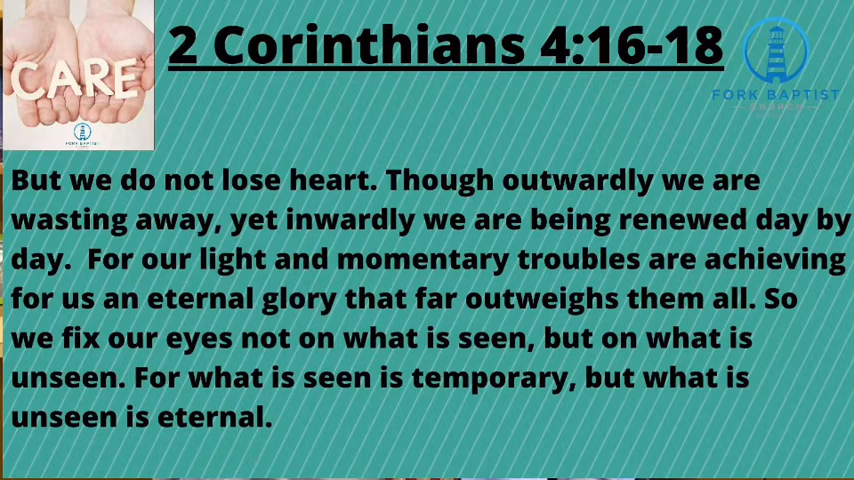 CARE
FORK BAPTIST
2 Corinthians 4:16-18
FORK BAPTIST
CHURCH
But we do not lose heart. Though outwardly we are
wasting away, yet inwardly we are being renewed day by
day.  For our light and momentary troubles are achieving
for us an eternal glory that far outweighs them all. So
we fix our eyes not on what is seen, but on what is
unseen. For what is seen is temporary, but what is
unseen is eternal.